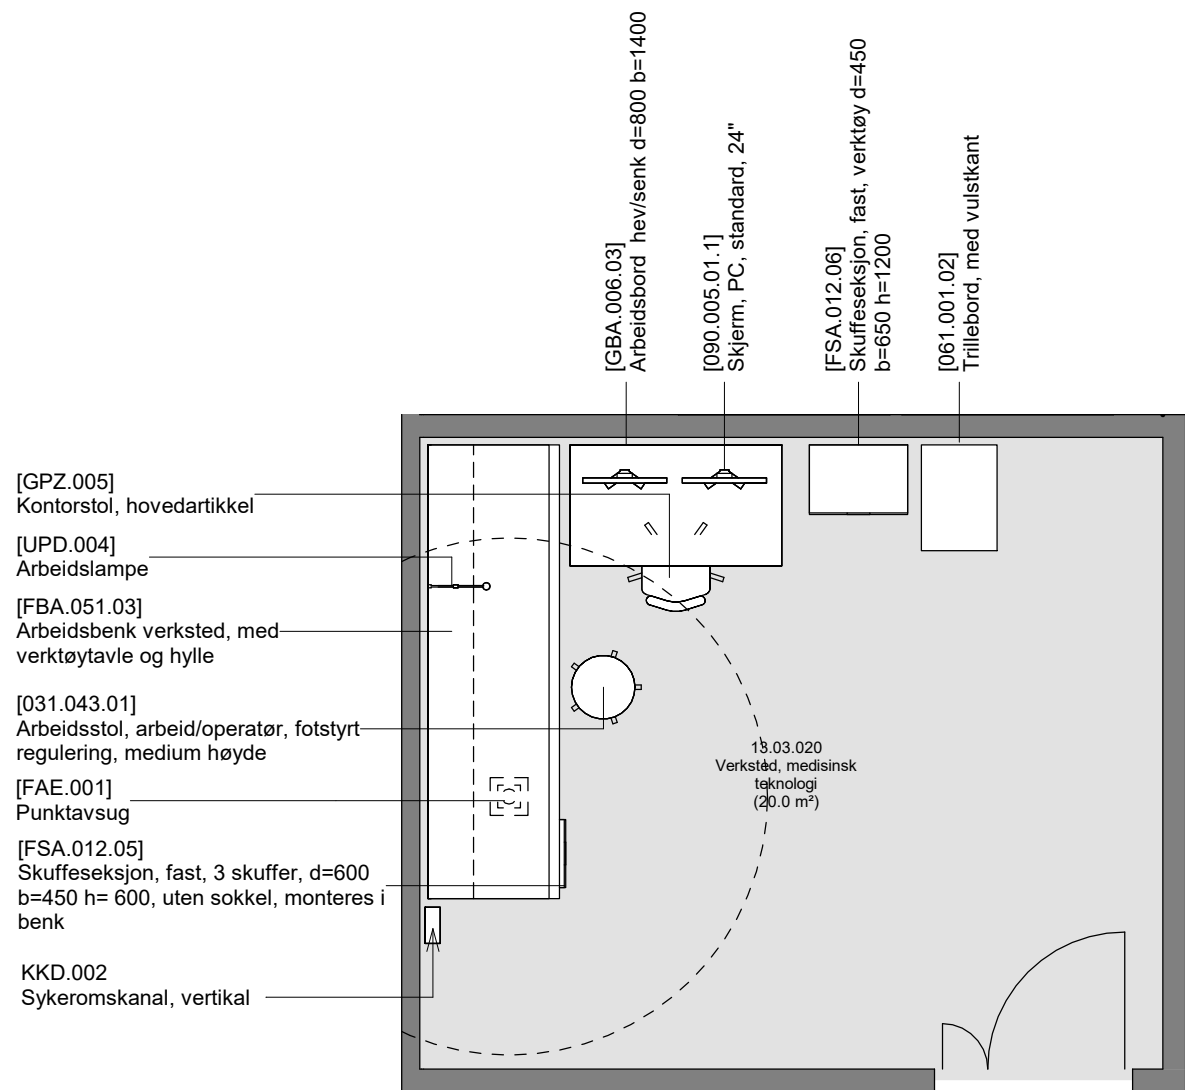 [GBA.006.03]
Arbeidsbord  hev/senk d=800 b=1400
[090.005.01.1]
Skjerm, PC, standard, 24"
[FSA.012.06]
Skuffeseksjon, fast, verktøy d=450
b=650 h=1200
[061.001.02]
Trillebord, med vulstkant
[GPZ.005]
Kontorstol, hovedartikkel
[UPD.004]
Arbeidslampe
[FBA.051.03]
Arbeidsbenk verksted, med
verktøytavle og hylle
[031.043.01]
Arbeidsstol, arbeid/operatør, fotstyrt
regulering, medium høyde
[FAE.001]
Punktavsug
[FSA.012.05]
Skuffeseksjon, fast, 3 skuffer, d=600
b=450 h= 600, uten sokkel, monteres i
benk
KKD.002
Sykeromskanal, vertikal
13.03.020
Verksted, medisinsk
teknologi
(20.0 m²)